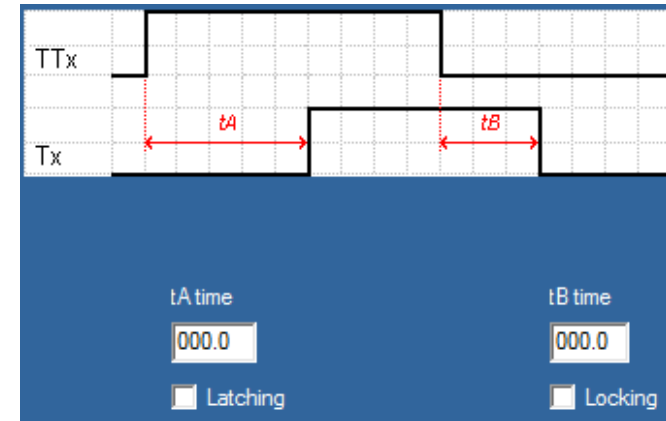 TTx
tA tB
Tx
tA time tB time
000.0 000.0
Latching Locking